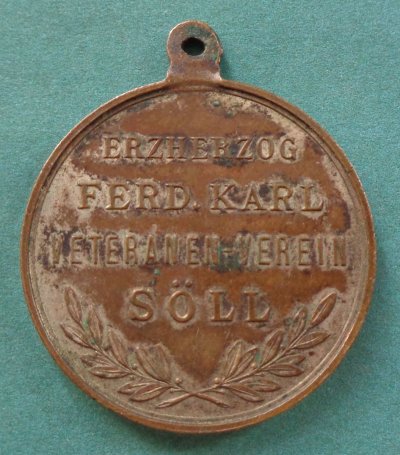 ERZHERZOG
FERD. KARL
VETERANEN-VEREIN
SÖLL